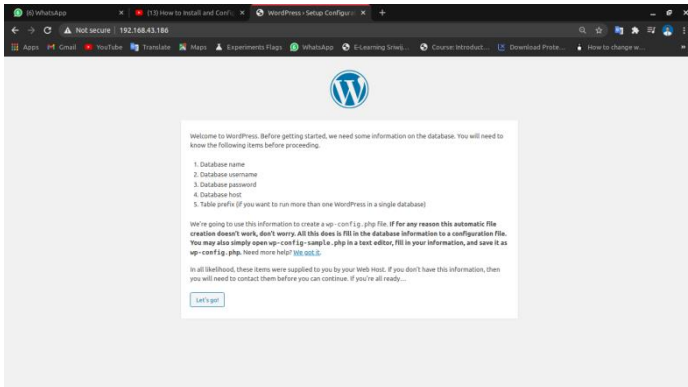 (6) WhatsApp
(13) How to Install and Confi
WordPress › Setup Configura
Not secure | 192.168.43.186
Apps
Gmail
YouTube
Translate
Maps
Experiments Flags
WhatsApp
E-Learning Sriwij...
Course: Introduct...
Download Prote...
How to change w...
Welcome to WordPress. Before getting started, we need some information on the database. You will need to
know the following items before proceeding.
1. Database name
2. Database username
3. Database password
4. Database host
5. Table prefix (if you want to run more than one WordPress in a single database)
We're going to use this information to create a wp-config.php file. If for any reason this automatic file
creation doesn't work, don't worry. All this does is fill in the database information to a configuration file.
You may also simply open wp-config-sample.php in a text editor, fill in your information, and save it as
wp-config.php. Need more help? We got it.
In all likelihood, these items were supplied to you by your Web Host. If you don't have this information, then
you will need to contact them before you can continue. If you're all ready...
Let's go!